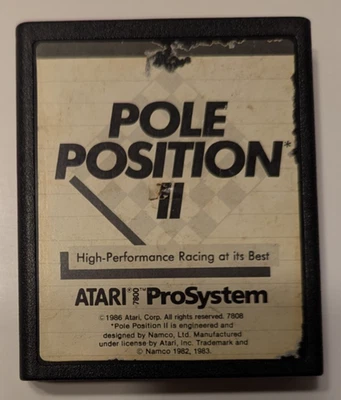 POLE
POSITION*
II
High-Performance Racing at its Best
ATARI® 7800™ ProSystem
© 1986 Atari, Corp. All rights reserved. 7808
*Pole Position II is engineered and
designed by Namco, Ltd. Manufactured
under license by Atari, Inc. Trademark and
© Namco 1982, 1983.